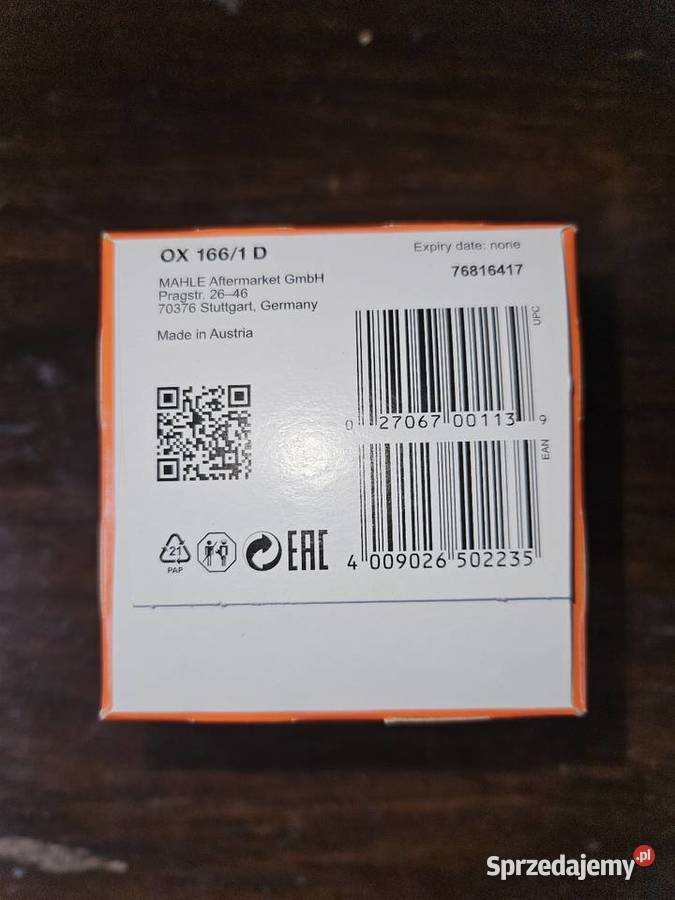 OX 166/1 D
Expiry date: none
76816417
MAHLE Aftermarket GmbH
Pragstr. 26–46
70376 Stuttgart, Germany
Made in Austria
UPC
0 27067 00113 9
EAN
4 009026 502235
21
PAP
EAC
Sprzedajemy.pl